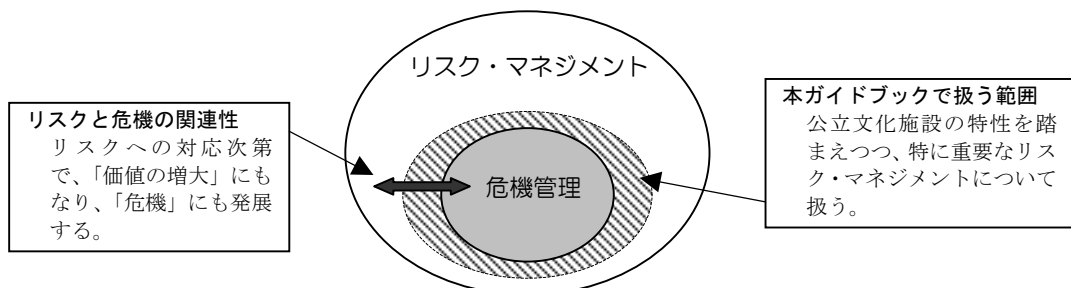 リスク・マネジメント
リスクと危機の関連性
リスクへの対応次第
で、「価値の増大」にも
なり、「危機」にも発展
する。
危機管理
本ガイドブックで扱う範囲
公立文化施設の特性を踏
まえつつ、特に重要なリス
ク・マネジメントについて
扱う。